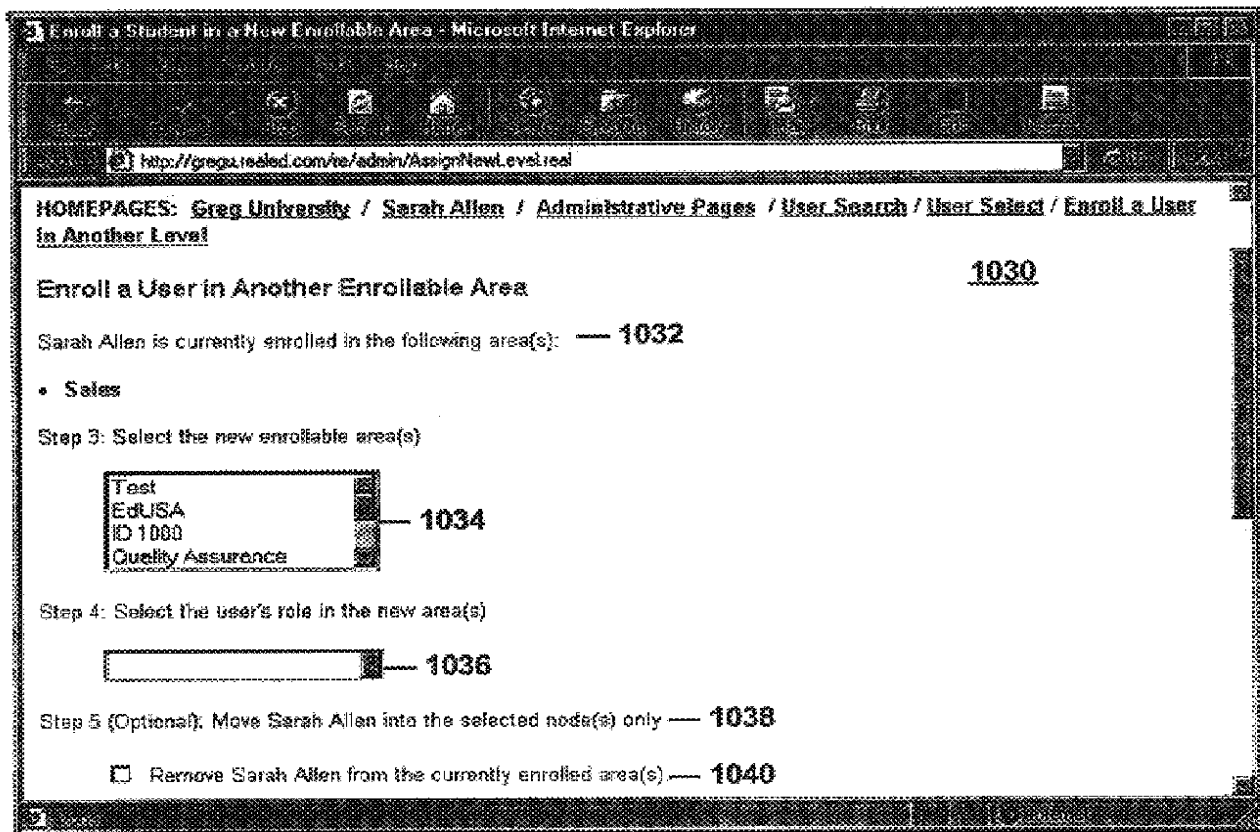 Enroll a Student in a New Enrollable Area - Microsoft Internet Explorer
http://gregu.realed.com/re/admin/AssignNewLevel.real
HOMEPAGES: Greg University / Sarah Allen / Administrative Pages / User Search / User Select / Enroll a User
In Another Level
1030
Enroll a User in Another Enrollable Area
Sarah Allen is currently enrolled in the following area(s): — 1032
• Sales
Step 3: Select the new enrollable area(s)
Test
EdUSA
ID 1000
Quality Assurance
1034
Step 4: Select the user's role in the new area(s)
1036
Step 5 (Optional): Move Sarah Allen into the selected node(s) only — 1038
Remove Sarah Allen from the currently enrolled area(s) — 1040